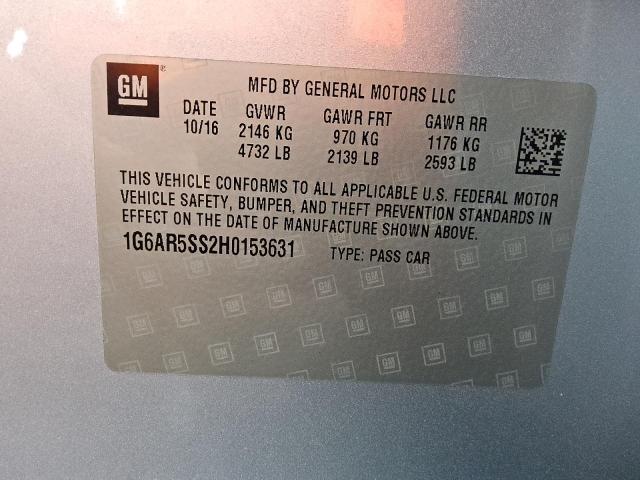 GM ®
MFD BY GENERAL MOTORS LLC
DATE GVWR GAWR FRT GAWR RR
10/16 2146 KG 970 KG 1176 KG
4732 LB 2139 LB 2593 LB
THIS VEHICLE CONFORMS TO ALL APPLICABLE U.S. FEDERAL MOTOR
VEHICLE SAFETY, BUMPER, AND THEFT PREVENTION STANDARDS IN
EFFECT ON THE DATE OF MANUFACTURE SHOWN ABOVE.
1G6AR5SS2H0153631 TYPE: PASS CAR